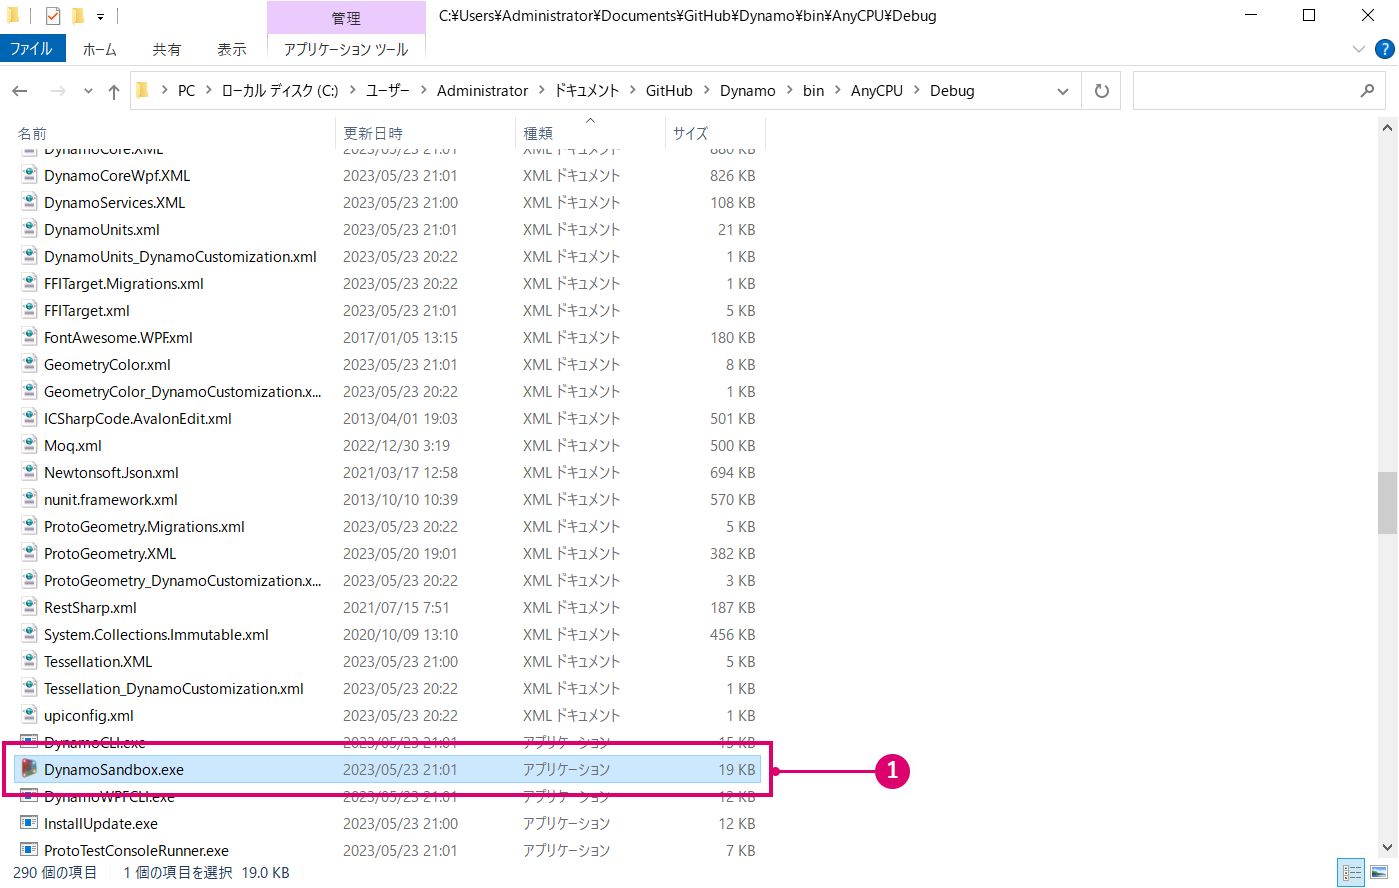 管理
C:¥Users¥Administrator¥Documents¥GitHub¥Dynamo¥bin¥AnyCPU¥Debug
ファイル ホーム 共有 表示 アプリケーション ツール
PC ローカル ディスク (C:) ユーザー Administrator ドキュメント GitHub Dynamo bin AnyCPU Debug
名前 更新日時 種類 サイズ
DynamoCore.XML 2023/05/23 21:01 XML ドキュメント 880 KB
DynamoCoreWpf.XML 2023/05/23 21:01 XML ドキュメント 826 KB
DynamoServices.XML 2023/05/23 21:00 XML ドキュメント 108 KB
DynamoUnits.xml 2023/05/23 21:01 XML ドキュメント 21 KB
DynamoUnits_DynamoCustomization.xml 2023/05/23 20:22 XML ドキュメント 1 KB
FFITarget.Migrations.xml 2023/05/23 20:22 XML ドキュメント 1 KB
FFITarget.xml 2023/05/23 21:01 XML ドキュメント 5 KB
FontAwesome.WPF.xml 2017/01/05 13:15 XML ドキュメント 180 KB
GeometryColor.xml 2023/05/23 21:01 XML ドキュメント 8 KB
GeometryColor_DynamoCustomization.x... 2023/05/23 20:22 XML ドキュメント 1 KB
ICSharpCode.AvalonEdit.xml 2013/04/01 19:03 XML ドキュメント 501 KB
Moq.xml 2022/12/30 3:19 XML ドキュメント 500 KB
Newtonsoft.Json.xml 2021/03/17 12:58 XML ドキュメント 694 KB
nunit.framework.xml 2013/10/10 10:39 XML ドキュメント 570 KB
ProtoGeometry.Migrations.xml 2023/05/23 20:22 XML ドキュメント 5 KB
ProtoGeometry.XML 2023/05/20 19:01 XML ドキュメント 382 KB
ProtoGeometry_DynamoCustomization.x... 2023/05/23 20:22 XML ドキュメント 3 KB
RestSharp.xml 2021/07/15 7:51 XML ドキュメント 187 KB
System.Collections.Immutable.xml 2020/10/09 13:10 XML ドキュメント 456 KB
Tessellation.XML 2023/05/23 21:00 XML ドキュメント 5 KB
Tessellation_DynamoCustomization.xml 2023/05/23 20:22 XML ドキュメント 1 KB
upiconfig.xml 2023/05/23 20:22 XML ドキュメント 1 KB
DynamoCLI.exe 2023/05/23 21:01 アプリケーション 15 KB
DynamoSandbox.exe 2023/05/23 21:01 アプリケーション 19 KB 1
DynamoWPFCLI.exe 2023/05/23 21:01 アプリケーション 12 KB
InstallUpdate.exe 2023/05/23 21:00 アプリケーション 12 KB
ProtoTestConsoleRunner.exe 2023/05/23 21:01 アプリケーション 7 KB
290 個の項目 1 個の項目を選択 19.0 KB